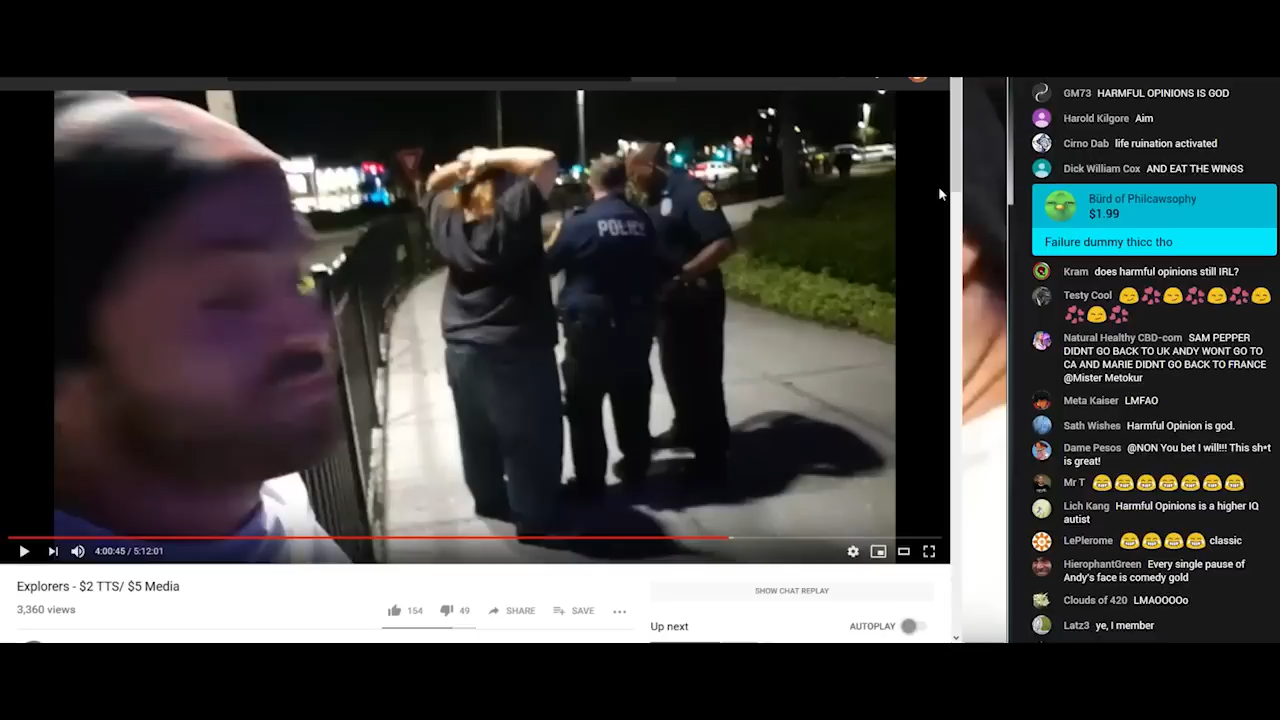 POLICE
4:00:45 / 5:12:01
Explorers - $2 TTS/ $5 Media
3,360 views
154
49
SHARE
SAVE
SHOW CHAT REPLAY
Up next
AUTOPLAY
GM73 HARMFUL OPINIONS IS GOD
Harold Kilgore Aim
Cirno Dab life ruination activated
Dick William Cox AND EAT THE WINGS
Bürd of Philcawsophy
$1.99
Failure dummy thicc tho
Kram does harmful opinions still IRL?
Testy Cool
Natural Healthy CBD-com SAM PEPPER
DIDNT GO BACK TO UK ANDY WONT GO TO
CA AND MARIE DIDNT GO BACK TO FRANCE
@Mister Metokur
Meta Kaiser LMFAO
Sath Wishes Harmful Opinion is god.
Dame Pesos @NON You bet I will!!! This sh*t
is great!
Mr T
Lich Kang Harmful Opinions is a higher IQ
autist
LePlerome 😂😂😂😂 classic
HierophantGreen Every single pause of
Andy's face is comedy gold
Clouds of 420 LMAOOOOo
Latz3 ye, I member